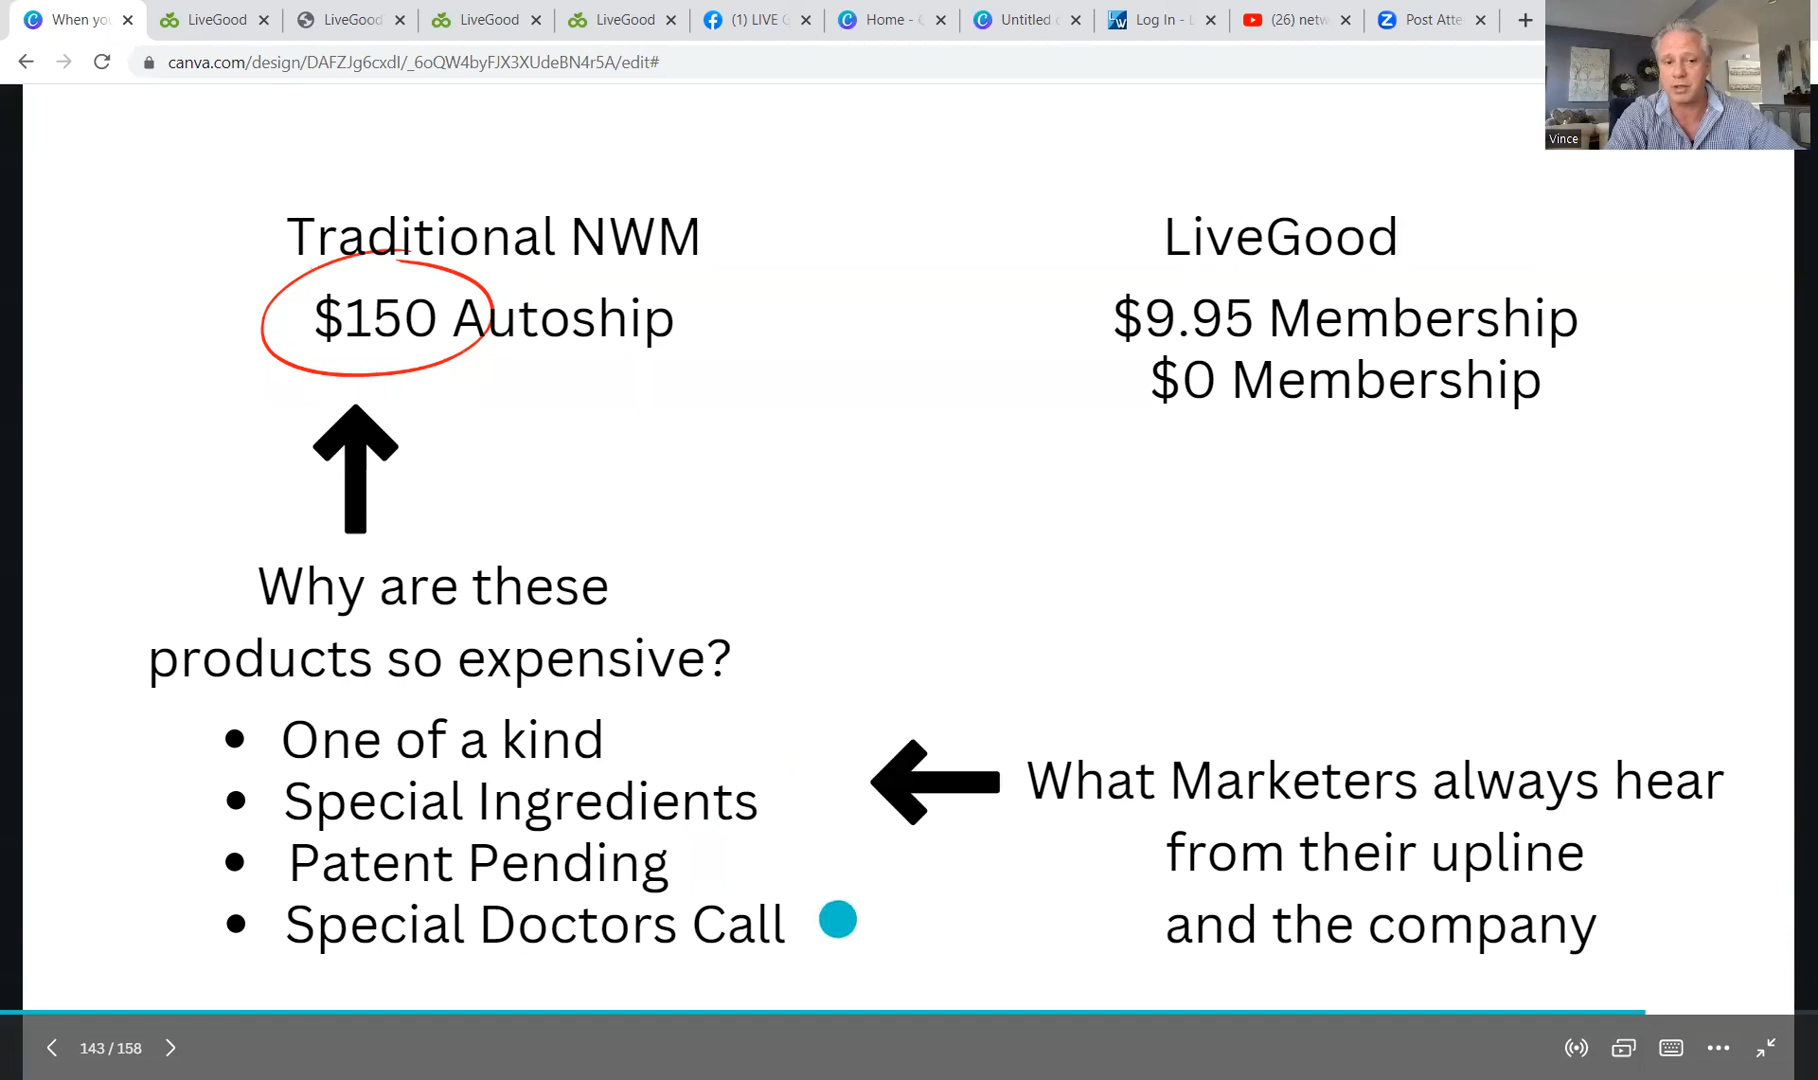 When you
LiveGood
LiveGood
LiveGood
LiveGood
(1) LIVE G
Home - C
Untitled
Log In - L
(26) netw
Post Atte
canva.com/design/DAFZJg6cxdI/_6oQW4byFJX3XUdeBN4r5A/edit#
Vince
Traditional NWM
$150 Autoship
LiveGood
$9.95 Membership
$0 Membership
Why are these
products so expensive?
• One of a kind
• Special Ingredients
• Patent Pending
• Special Doctors Call
What Marketers always hear
from their upline
and the company
143 / 158